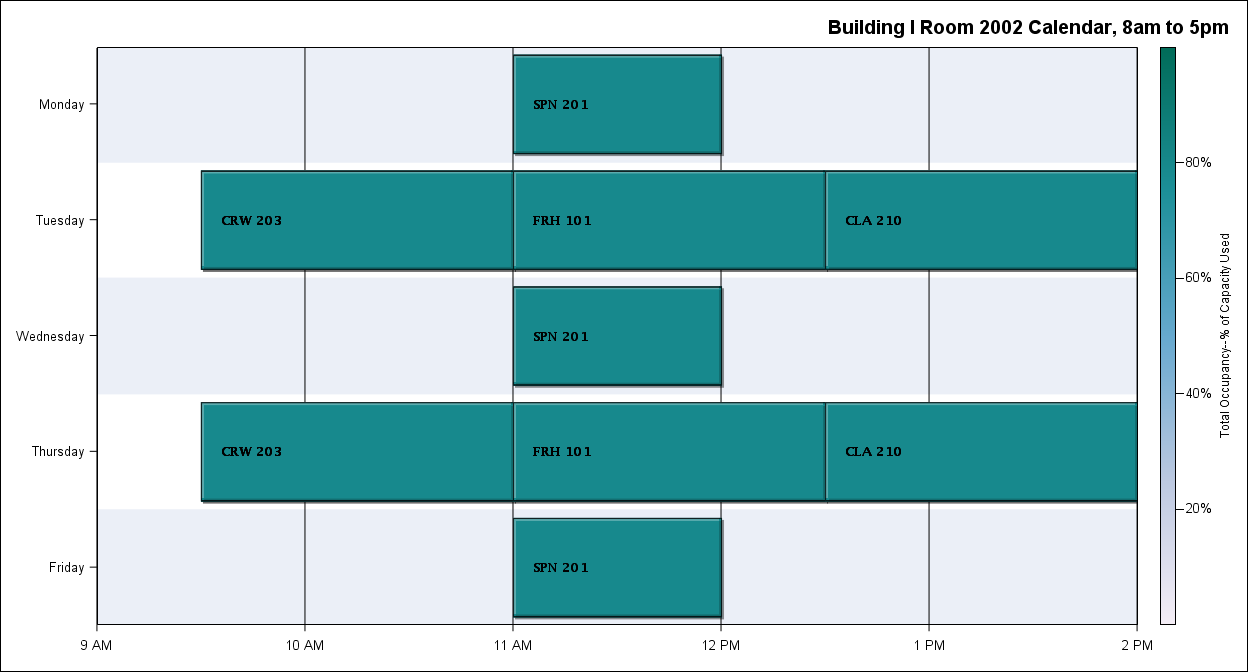 Building I Room 2002 Calendar, 8am to 5pm
Monday
SPN 201
Tuesday
CRW 203
FRH 101
CLA 210
Wednesday
SPN 201
Thursday
CRW 203
FRH 101
CLA 210
Friday
SPN 201
9 AM
10 AM
11 AM
12 PM
1 PM
2 PM
80%
60%
40%
20%
Total Occupancy--% of Capacity Used